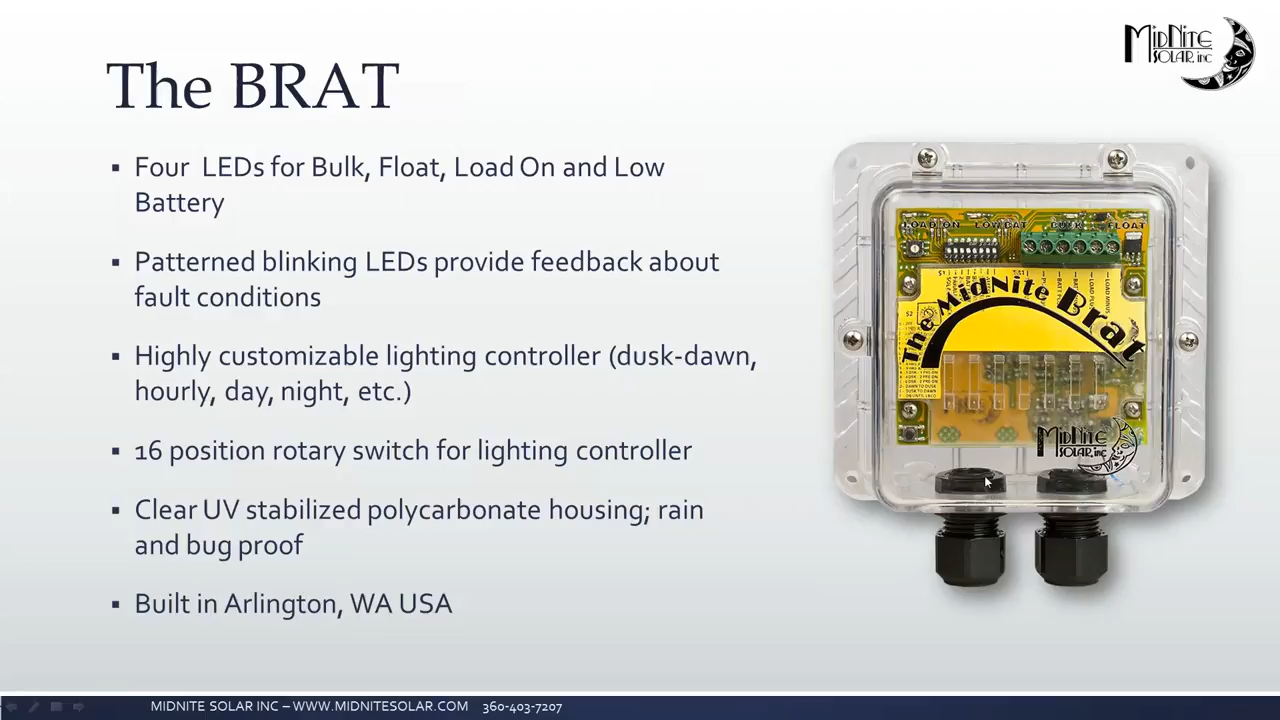 MidNite
Solar, inc
The BRAT
▪ Four LEDs for Bulk, Float, Load On and Low
Battery
▪ Patterned blinking LEDs provide feedback about
fault conditions
▪ Highly customizable lighting controller (dusk-dawn,
hourly, day, night, etc.)
▪ 16 position rotary switch for lighting controller
▪ Clear UV stabilized polycarbonate housing; rain
and bug proof
▪ Built in Arlington, WA USA
LOAD ON LOW BAT BULK FLOAT
The MidNite Brat
MidNite
Solar, inc
MIDNITE SOLAR INC – WWW.MIDNITESOLAR.COM 360-403-7207